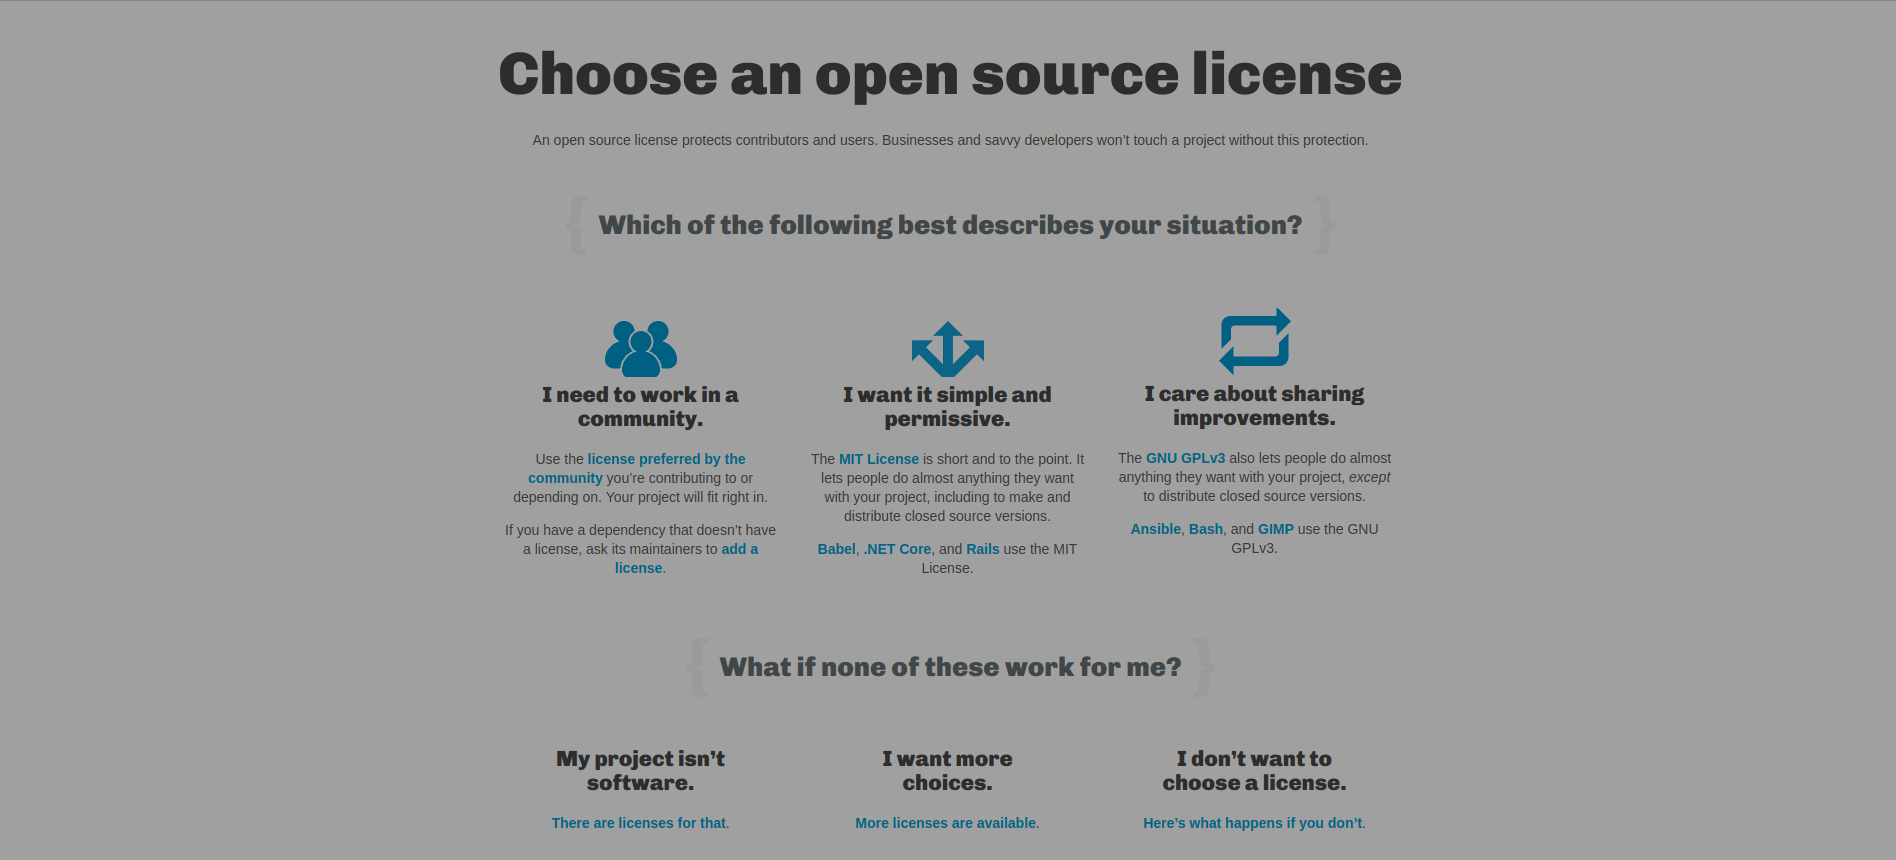 Choose an open source license
An open source license protects contributors and users. Businesses and savvy developers won’t touch a project without this protection.
{ Which of the following best describes your situation? }
I need to work in a
community.
Use the license preferred by the
community you’re contributing to or
depending on. Your project will fit right in.
If you have a dependency that doesn’t have
a license, ask its maintainers to add a
license.
I want it simple and
permissive.
The MIT License is short and to the point. It
lets people do almost anything they want
with your project, including to make and
distribute closed source versions.
Babel, .NET Core, and Rails use the MIT
License.
I care about sharing
improvements.
The GNU GPLv3 also lets people do almost
anything they want with your project, except
to distribute closed source versions.
Ansible, Bash, and GIMP use the GNU
GPLv3.
{ What if none of these work for me? }
My project isn’t
software.
There are licenses for that.
I want more
choices.
More licenses are available.
I don’t want to
choose a license.
Here’s what happens if you don’t.